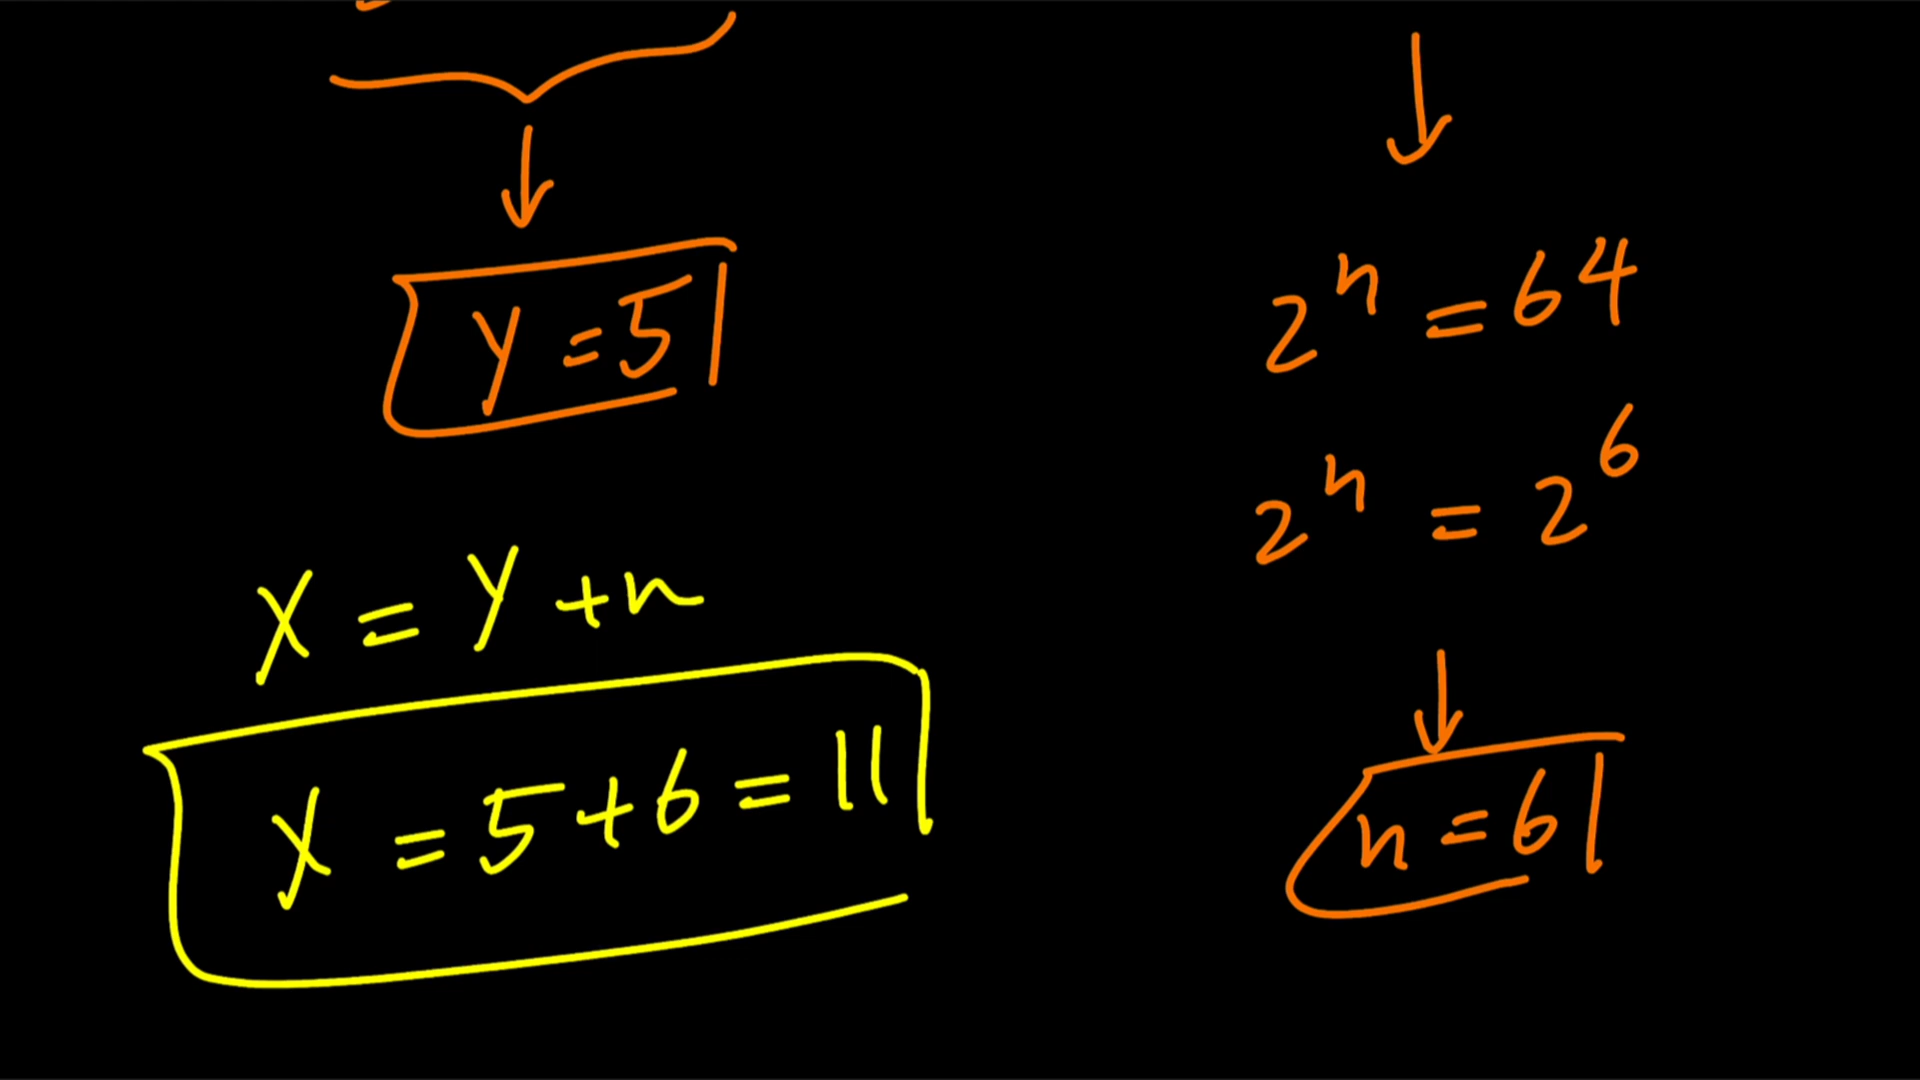 y = 5
x = y + n
x = 5 + 6 = 11
2ⁿ = 64
2ⁿ = 2⁶
n = 6